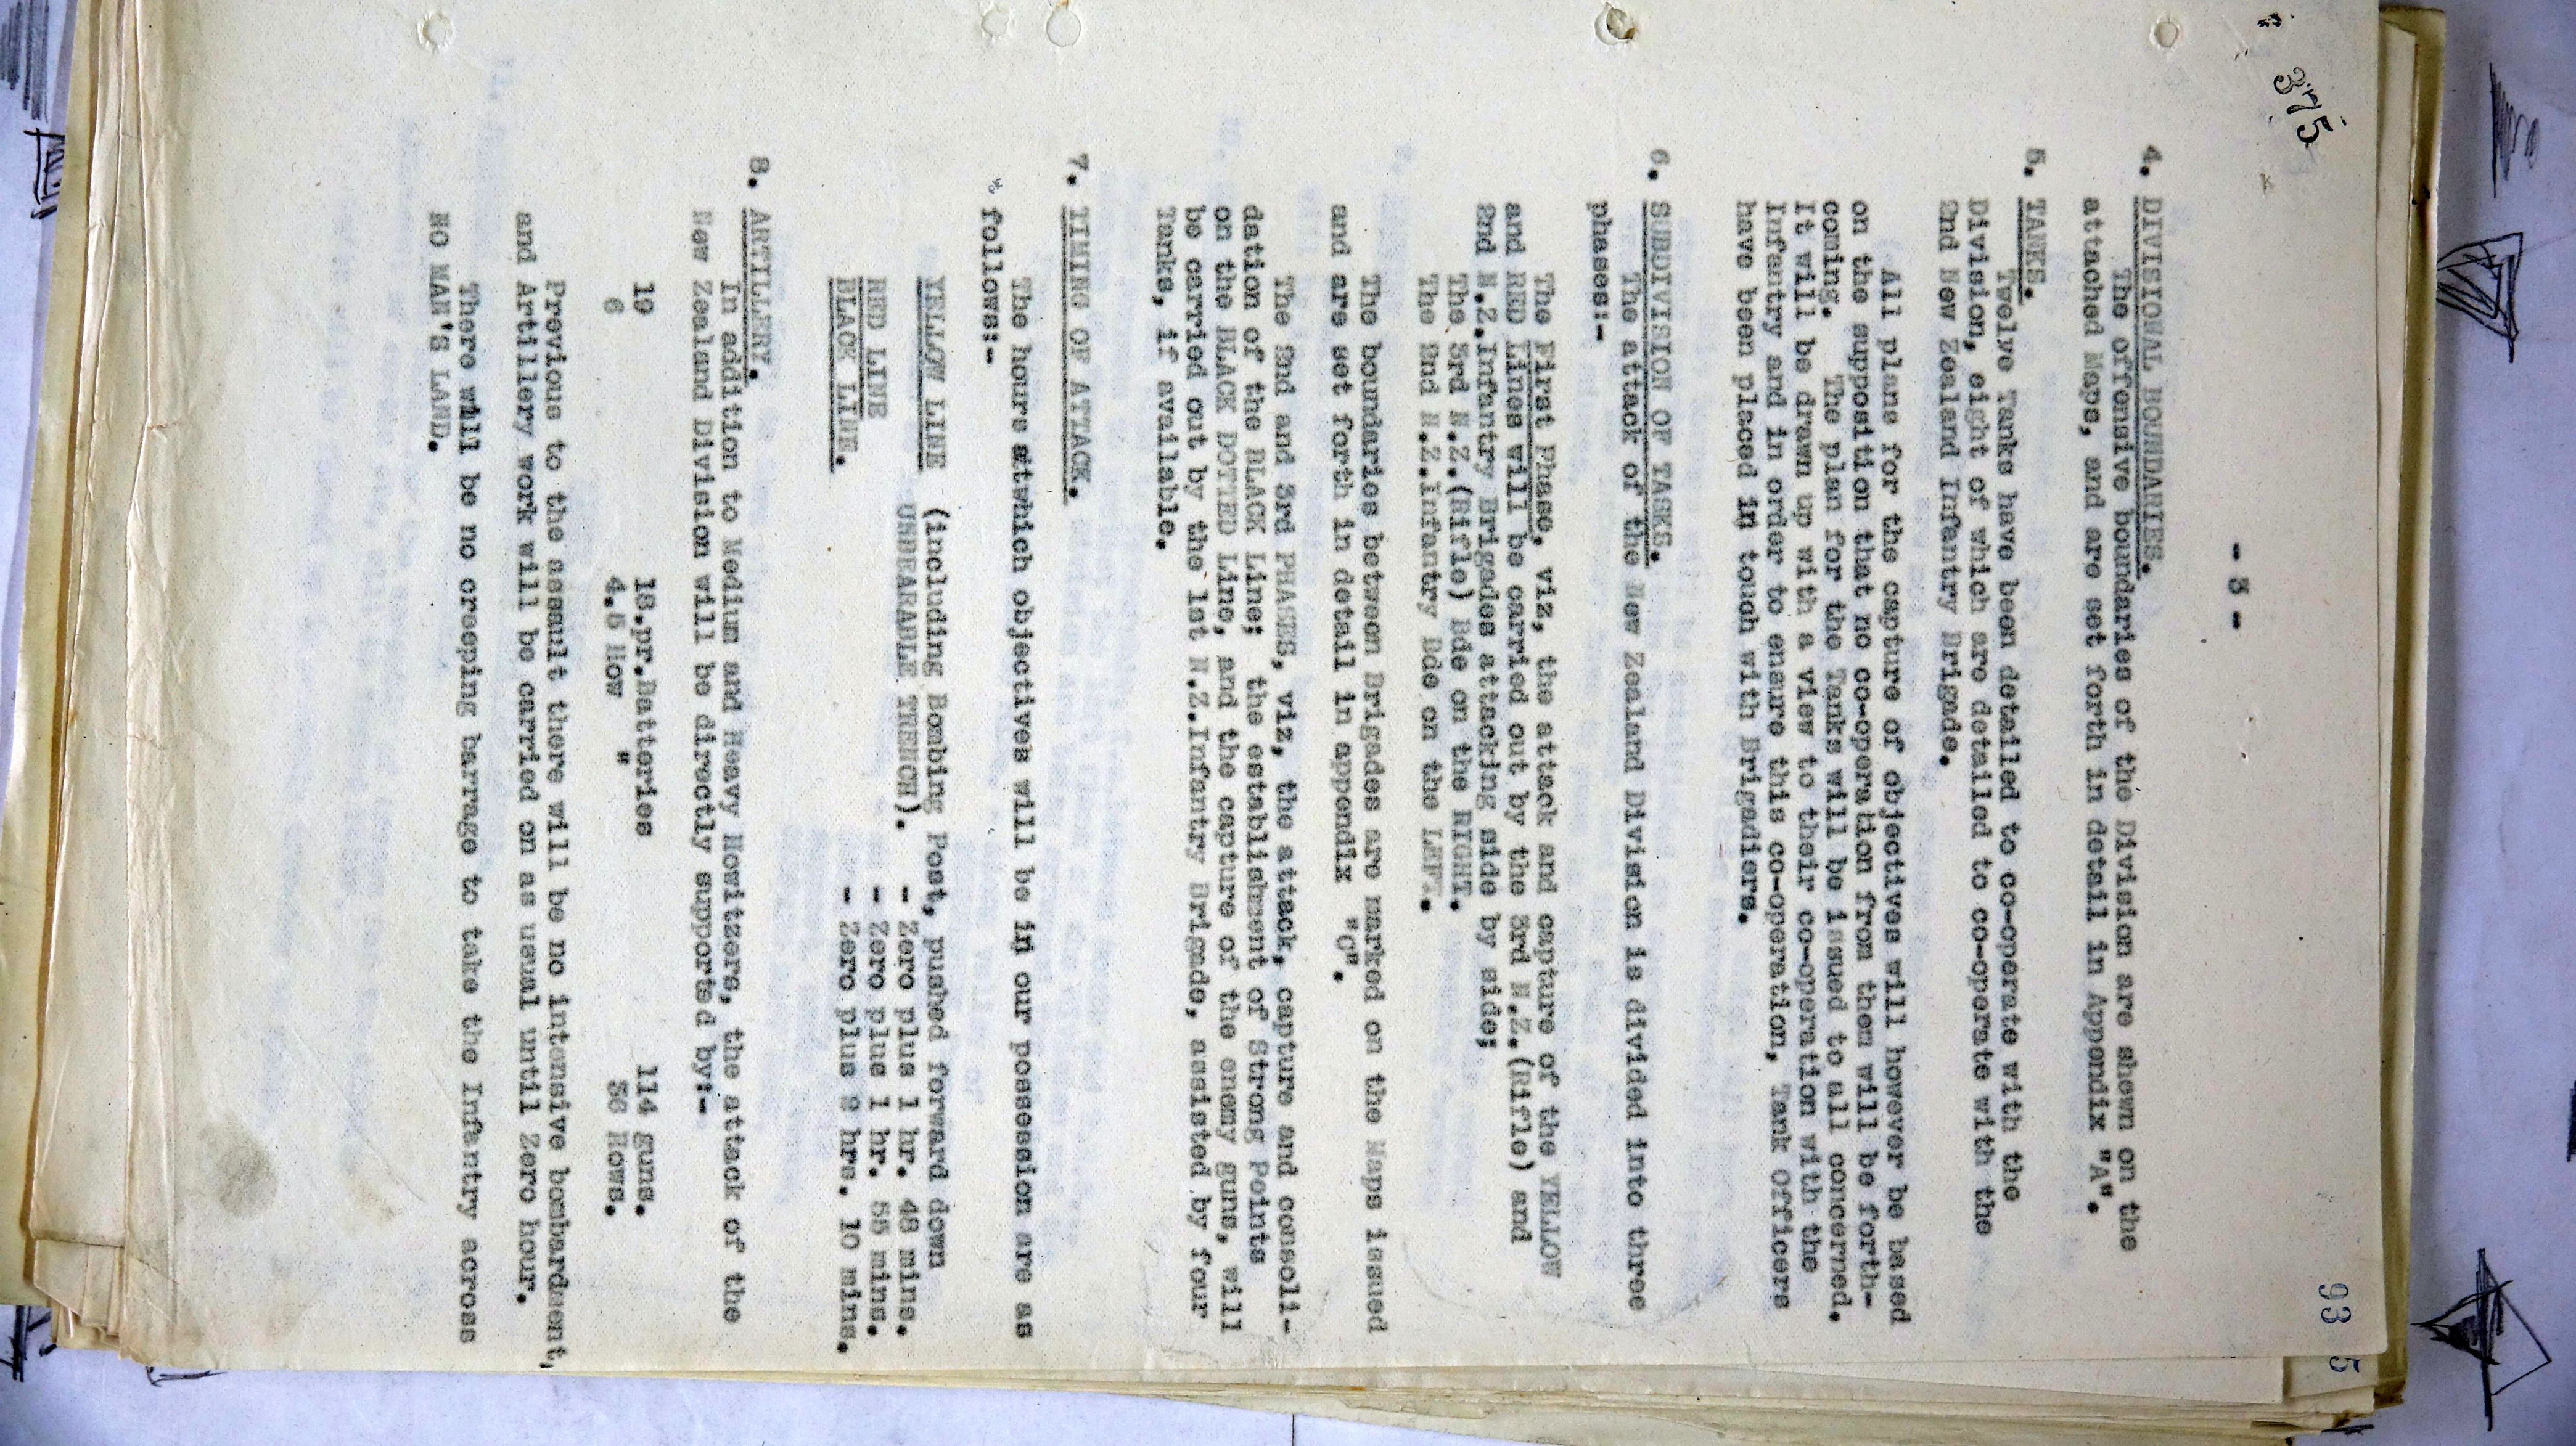 375
93 5
- 3 -
4. DIVISIONAL BOUNDARIES.
The offensive boundaries of the Division are shewn on the
attached Maps, and are set forth in detail in Appendix "A".
5. TANKS.
Twelve Tanks have been detailed to co-operate with the
Division, eight of which are detailed to co-operate with the
2nd New Zealand Infantry Brigade.
All plans for the capture of objectives will however be based
on the supposition that no co-operation from them will be forth-
coming. The plan for the Tanks will be issued to all concerned.
It will be drawn up with a view to their co-operation with the
Infantry and in order to ensure this co-operation, Tank Officers
have been placed in touch with Brigadiers.
6. SUBDIVISION OF TASKS.
The attack of the New Zealand Division is divided into three
phases:-
The First Phase, viz, the attack and capture of the YELLOW
and RED Lines will be carried out by the 3rd N.Z.(Rifle) and
2nd N.Z.Infantry Brigades attacking side by side;
The 3rd N.Z.(Rifle) Bde on the RIGHT.
The 2nd N.Z.Infantry Bde on the LEFT.
The boundaries between Brigades are marked on the Maps issued
and are set forth in detail in appendix "C".
The 2nd and 3rd PHASES, viz, the attack, capture and consoli-
dation of the BLACK Line; the establishment of Strong Points
on the BLACK DOTTED Line, and the capture of the enemy guns, will
be carried out by the 1st N.Z.Infantry Brigade, assisted by four
Tanks, if available.
7. TIMING OF ATTACK.
The hours atwhich objectives will be in our possession are as
follows:-
YELLOW LINE (including Bombing Post, pushed forward down
UNBEARABLE TRENCH). - Zero plus 1 hr. 48 mins.
RED LINE - Zero plus 1 hr. 55 mins.
BLACK LINE. - Zero plus 2 hrs. 10 mins.
8. ARTILLERY.
In addition to Medium and Heavy Howitzers, the attack of the
New Zealand Division will be directly supported by:-
19 18.pr.Batteries 114 guns.
6 4.5 How " 36 Hows.
Previous to the assault there will be no intensive bombardment,
and Artillery work will be carried on as usual until Zero hour.
There will be no creeping barrage to take the Infantry across
NO MAN'S LAND.